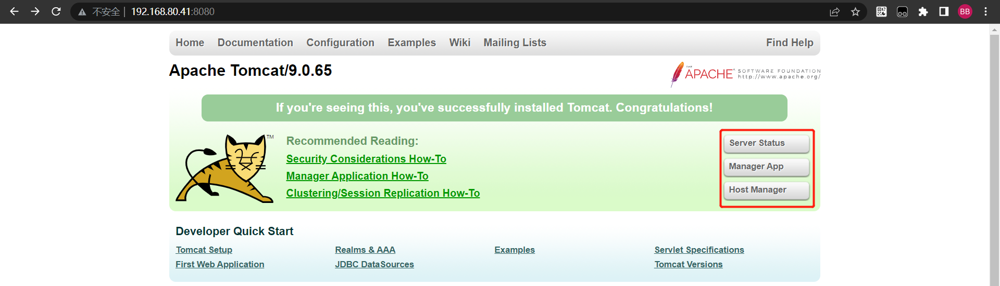 不安全 192.168.80.41:8080
BB
Home Documentation Configuration Examples Wiki Mailing Lists Find Help
Apache Tomcat/9.0.65
THE
APACHE SOFTWARE FOUNDATION
http://www.apache.org/
If you're seeing this, you've successfully installed Tomcat. Congratulations!
TM
Recommended Reading:
Security Considerations How-To
Manager Application How-To
Clustering/Session Replication How-To
Server Status
Manager App
Host Manager
Developer Quick Start
Tomcat Setup Realms & AAA Examples Servlet Specifications
First Web Application JDBC DataSources Tomcat Versions